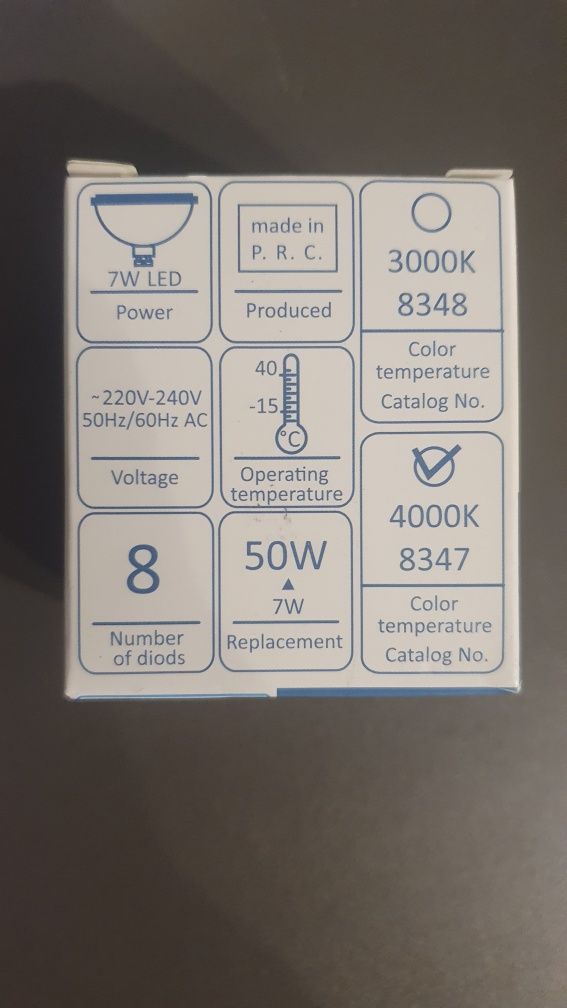 7W LED
Power
made in
P. R. C.
Produced
3000K
8348
Color
temperature
Catalog No.
~220V-240V
50Hz/60Hz AC
Voltage
40
-15
°C
Operating
temperature
4000K
8347
Color
temperature
Catalog No.
8
Number
of diods
50W
7W
Replacement